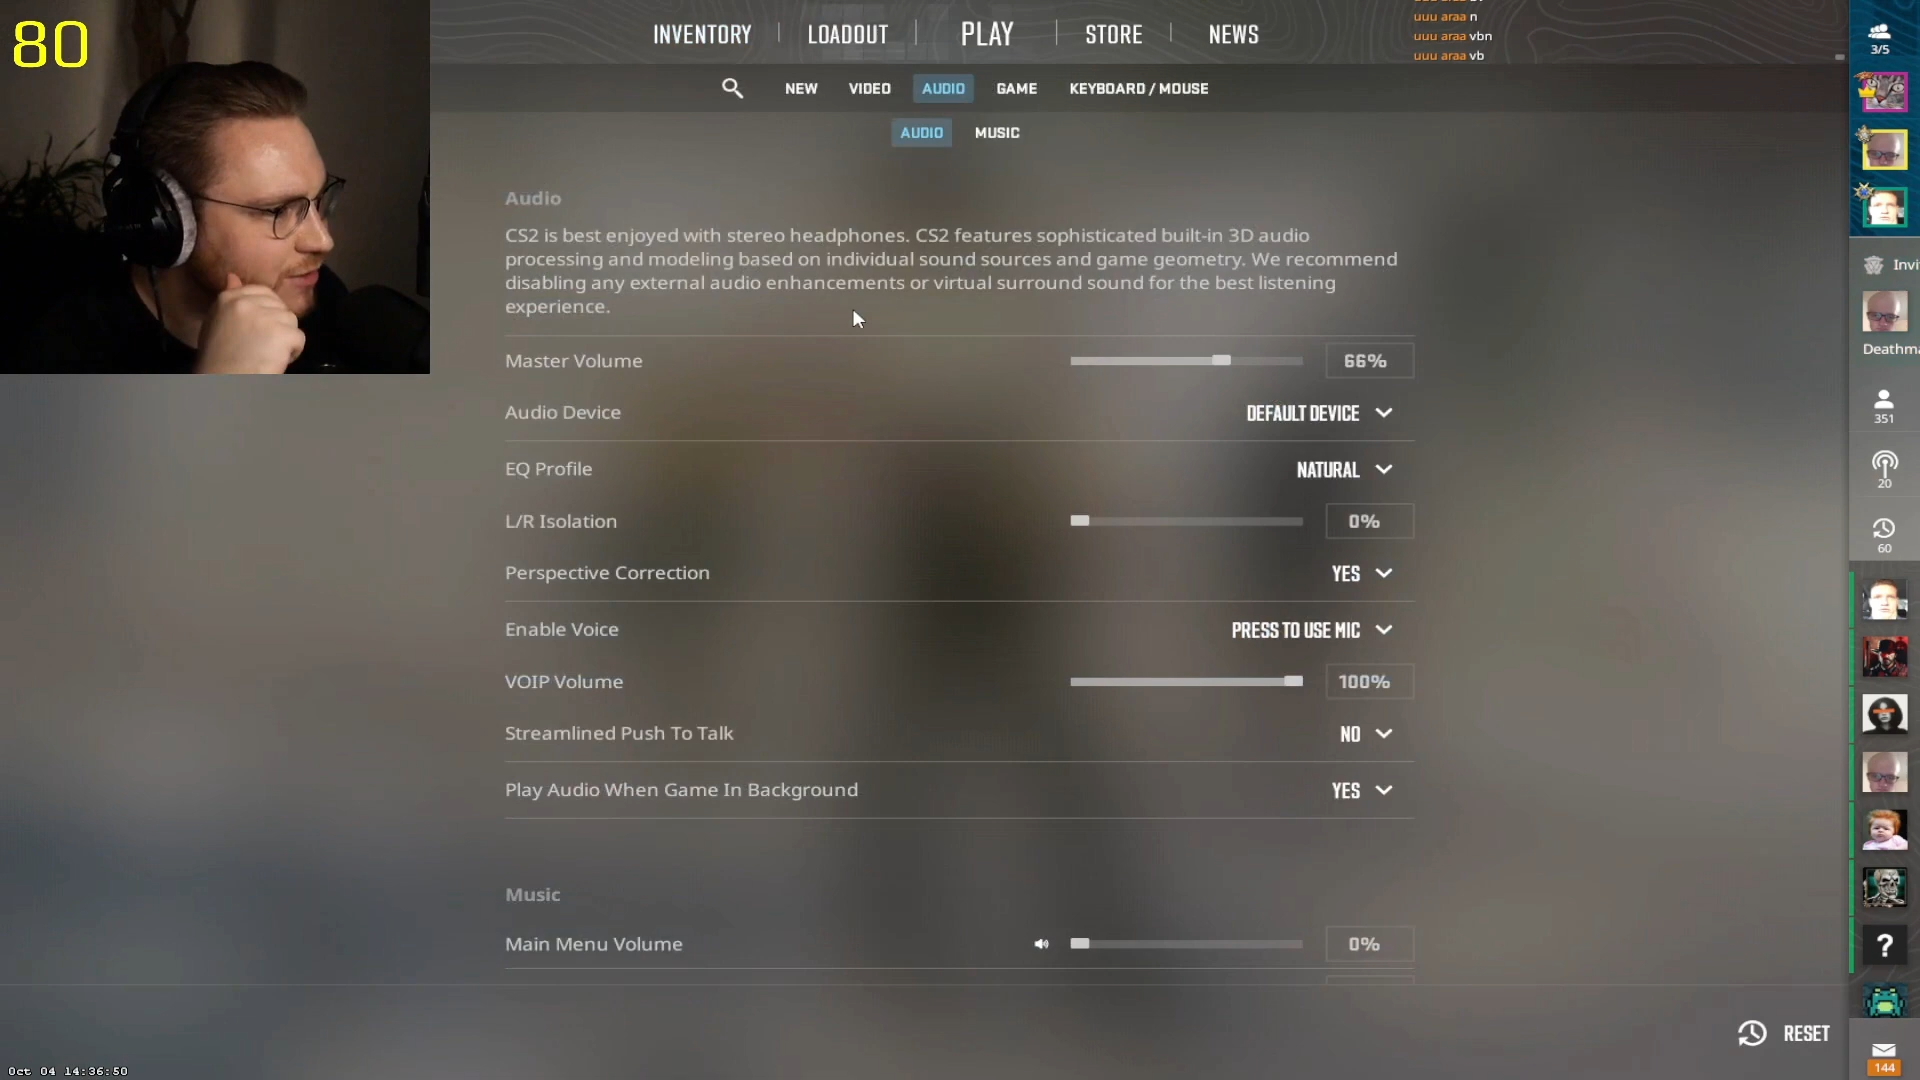 80
INVENTORY
LOADOUT
PLAY
STORE
NEWS
uuu araa n
uuu araa vbn
uuu araa vb
3/5
NEW
VIDEO
AUDIO
GAME
KEYBOARD / MOUSE
AUDIO
MUSIC
Audio
CS2 is best enjoyed with stereo headphones. CS2 features sophisticated built-in 3D audio
processing and modeling based on individual sound sources and game geometry. We recommend
disabling any external audio enhancements or virtual surround sound for the best listening
experience.
Master Volume 66%
Audio Device DEFAULT DEVICE
EQ Profile NATURAL
L/R Isolation 0%
Perspective Correction YES
Enable Voice PRESS TO USE MIC
VOIP Volume 100%
Streamlined Push To Talk NO
Play Audio When Game In Background YES
Music
Main Menu Volume 0%
Invi
Deathma
351
20
60
?
RESET
144
Oct 04 14:36:50